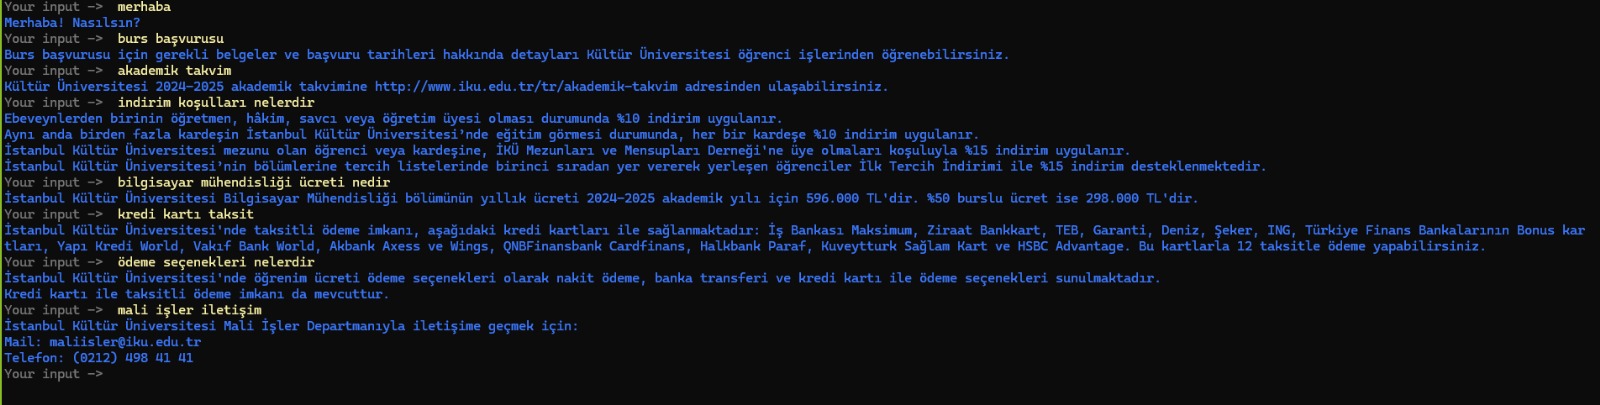 Your input ->  merhaba
Merhaba! Nasılsın?
Your input ->  burs başvurusu
Burs başvurusu için gerekli belgeler ve başvuru tarihleri hakkında detayları Kültür Üniversitesi öğrenci işlerinden öğrenebilirsiniz.
Your input ->  akademik takvim
Kültür Üniversitesi 2024-2025 akademik takvimine http://www.iku.edu.tr/tr/akademik-takvim adresinden ulaşabilirsiniz.
Your input ->  indirim koşulları nelerdir
Ebeveynlerden birinin öğretmen, hâkim, savcı veya öğretim üyesi olması durumunda %10 indirim uygulanır.
Aynı anda birden fazla kardeşin İstanbul Kültür Üniversitesi'nde eğitim görmesi durumunda, her bir kardeşe %10 indirim uygulanır.
İstanbul Kültür Üniversitesi mezunu olan öğrenci veya kardeşine, İKÜ Mezunları ve Mensupları Derneği'ne üye olmaları koşuluyla %15 indirim uygulanır.
İstanbul Kültür Üniversitesi'nin bölümlerine tercih listelerinde birinci sıradan yer vererek yerleşen öğrenciler İlk Tercih İndirimi ile %15 indirim desteklenmektedir.
Your input ->  bilgisayar mühendisliği ücreti nedir
İstanbul Kültür Üniversitesi Bilgisayar Mühendisliği bölümünün yıllık ücreti 2024-2025 akademik yılı için 596.000 TL'dir. %50 burslu ücret ise 298.000 TL'dir.
Your input ->  kredi kartı taksit
İstanbul Kültür Üniversitesi'nde taksitli ödeme imkanı, aşağıdaki kredi kartları ile sağlanmaktadır: İş Bankası Maksimum, Ziraat Bankkart, TEB, Garanti, Deniz, Şeker, ING, Türkiye Finans Bankalarının Bonus kar
tları, Yapı Kredi World, Vakıf Bank World, Akbank Axess ve Wings, QNBFinansbank Cardfinans, Halkbank Paraf, Kuveytturk Sağlam Kart ve HSBC Advantage. Bu kartlarla 12 taksitle ödeme yapabilirsiniz.
Your input ->  ödeme seçenekleri nelerdir
İstanbul Kültür Üniversitesi'nde öğrenim ücreti ödeme seçenekleri olarak nakit ödeme, banka transferi ve kredi kartı ile ödeme seçenekleri sunulmaktadır.
Kredi kartı ile taksitli ödeme imkanı da mevcuttur.
Your input ->  mali işler iletişim
İstanbul Kültür Üniversitesi Mali İşler Departmanıyla iletişime geçmek için:
Mail: maliisler@iku.edu.tr
Telefon: (0212) 498 41 41
Your input ->